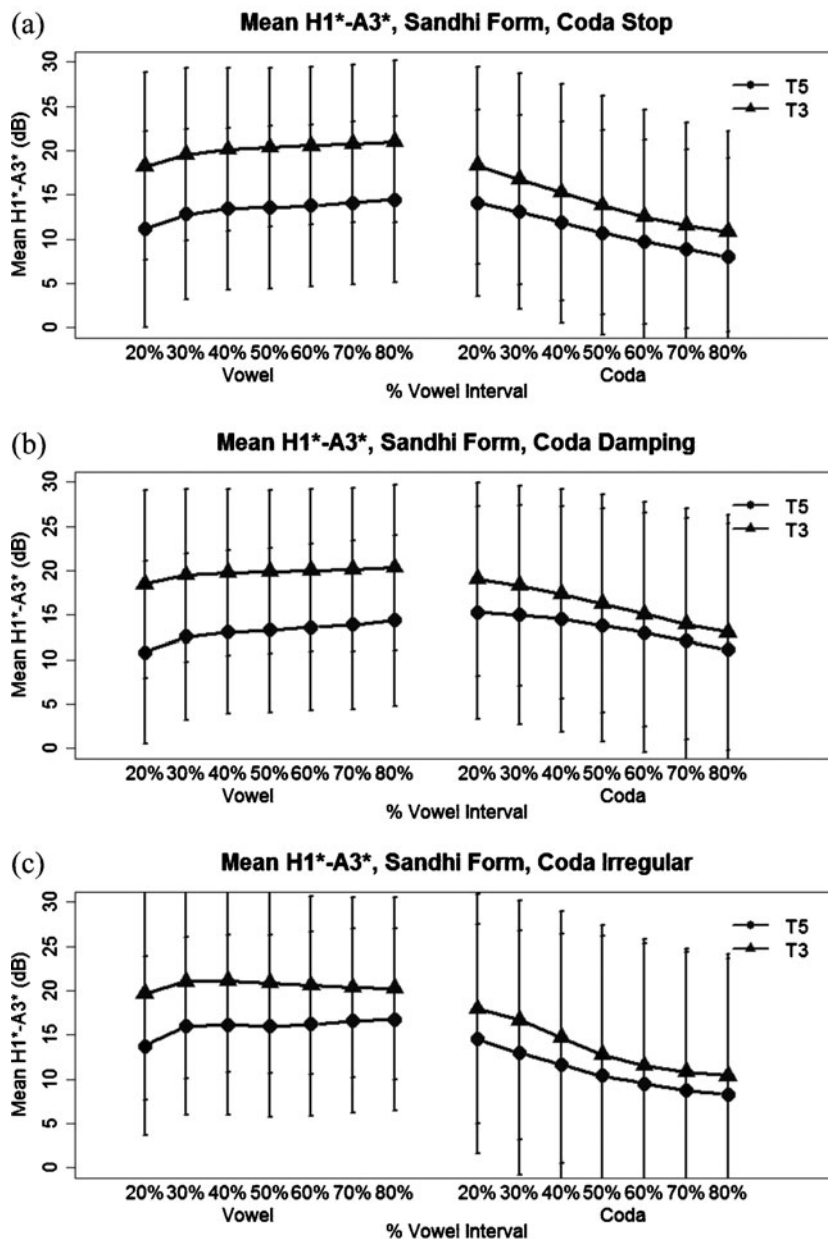 (a)
Mean H1*-A3*, Sandhi Form, Coda Stop
Mean H1*-A3* (dB)
30
25
20
15
10
5
0
T5
T3
20% 30% 40% 50% 60% 70% 80% 20% 30% 40% 50% 60% 70% 80%
Vowel Coda
% Vowel Interval
(b)
Mean H1*-A3*, Sandhi Form, Coda Damping
Mean H1*-A3* (dB)
30
25
20
15
10
5
0
T5
T3
20% 30% 40% 50% 60% 70% 80% 20% 30% 40% 50% 60% 70% 80%
Vowel Coda
% Vowel Interval
(c)
Mean H1*-A3*, Sandhi Form, Coda Irregular
Mean H1*-A3* (dB)
30
25
20
15
10
5
0
T5
T3
20% 30% 40% 50% 60% 70% 80% 20% 30% 40% 50% 60% 70% 80%
Vowel Coda
% Vowel Interval